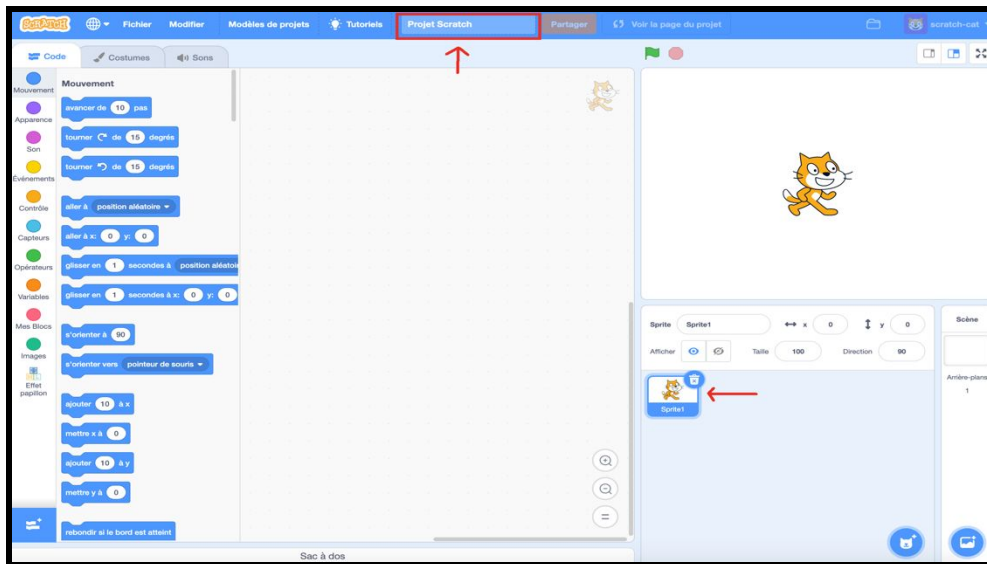 SCRATCH Fichier Modifier Modèles de projets Tutoriels Projet Scratch Partager Voir la page du projet scratch-cat
Code Costumes Sons
Mouvement
Apparence
Son
Événements
Contrôle
Capteurs
Opérateurs
Variables
Mes Blocs
Images
Effet
papillon
Mouvement
avancer de 10 pas
tourner de 15 degrés
tourner de 15 degrés
aller à position aléatoire
aller à x: 0 y: 0
glisser en 1 secondes à position aléatoi
glisser en 1 secondes à x: 0 y: 0
s'orienter à 90
s'orienter vers pointeur de souris
ajouter 10 à x
mettre x à 0
ajouter 10 à y
mettre y à 0
rebondir si le bord est atteint
Sac à dos
Sprite Sprite1 x 0 y 0
Afficher Taille 100 Direction 90
Sprite1
Scène
Arrière-plans
1